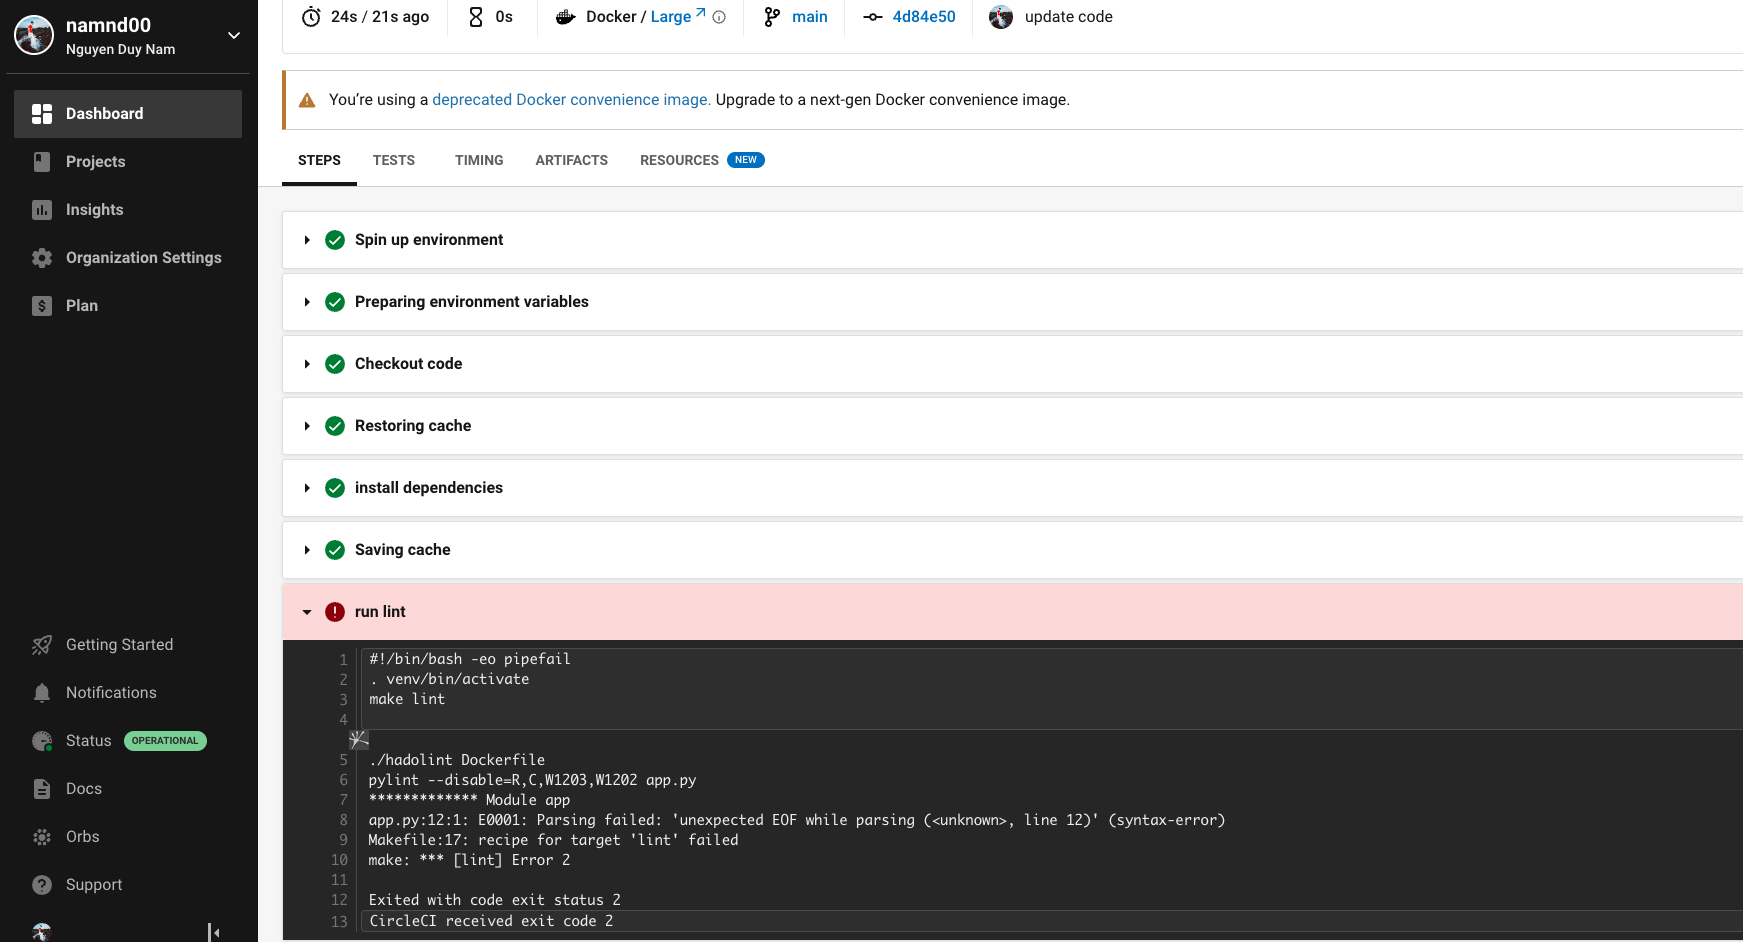 namnd00
Nguyen Duy Nam
Dashboard
Projects
Insights
Organization Settings
Plan
Getting Started
Notifications
Status OPERATIONAL
Docs
Orbs
Support
24s / 21s ago 0s Docker / Large main 4d84e50 update code
You’re using a deprecated Docker convenience image. Upgrade to a next-gen Docker convenience image.
STEPS TESTS TIMING ARTIFACTS RESOURCES NEW
Spin up environment
Preparing environment variables
Checkout code
Restoring cache
install dependencies
Saving cache
run lint
1 #!/bin/bash -eo pipefail
2 . venv/bin/activate
3 make lint
4
5 ./hadolint Dockerfile
6 pylint --disable=R,C,W1203,W1202 app.py
7 ************* Module app
8 app.py:12:1: E0001: Parsing failed: 'unexpected EOF while parsing (<unknown>, line 12)' (syntax-error)
9 Makefile:17: recipe for target 'lint' failed
10 make: *** [lint] Error 2
11
12 Exited with code exit status 2
13 CircleCI received exit code 2